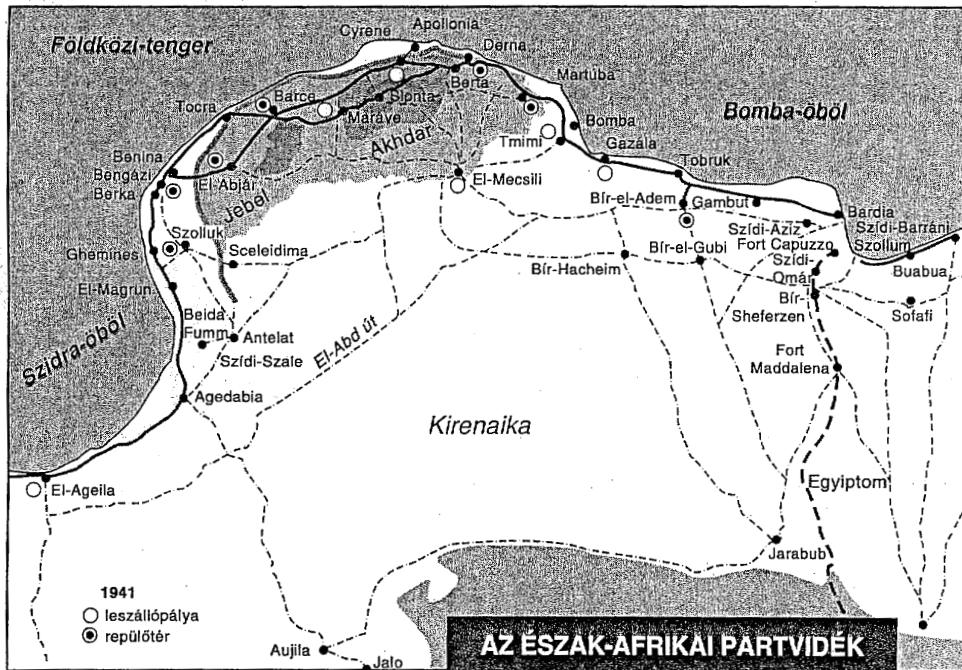 Apollonia
Cyrene
Földközi-tenger
Derna
Berta
Martuba
Barce
Slonta
Tocra
Maráve
Bomba
Bomba-öböl
Akhdar
Tmimi
Gazála
Benina
Bengázi
Berka
El-Abjár
El-Mecsili
Tobruk
Jebel
Bír-el-Adem
Gambut
Bardia
Szídi-Aziz
Szídi-Barráni
Szolluk
Fort Capuzzo
Szollum
Ghemines
Sceleidima
Bír-el-Gubi
Szídi-
Omár
Buabua
Bír-Hacheim
El-Magrun
Bír-
Sheferzen
Sofafi
Beida
Fumm
Antelat
Szídi-Szale
El-Abd út
Szidra-öböl
Fort
Maddalena
Agedabia
Kirenaika
El-Ageila
Egyiptom
Jarabub
1941
leszállópálya
repülőtér
Aujila
Jalo
AZ ÉSZAK-AFRIKAI PARTVIDÉK